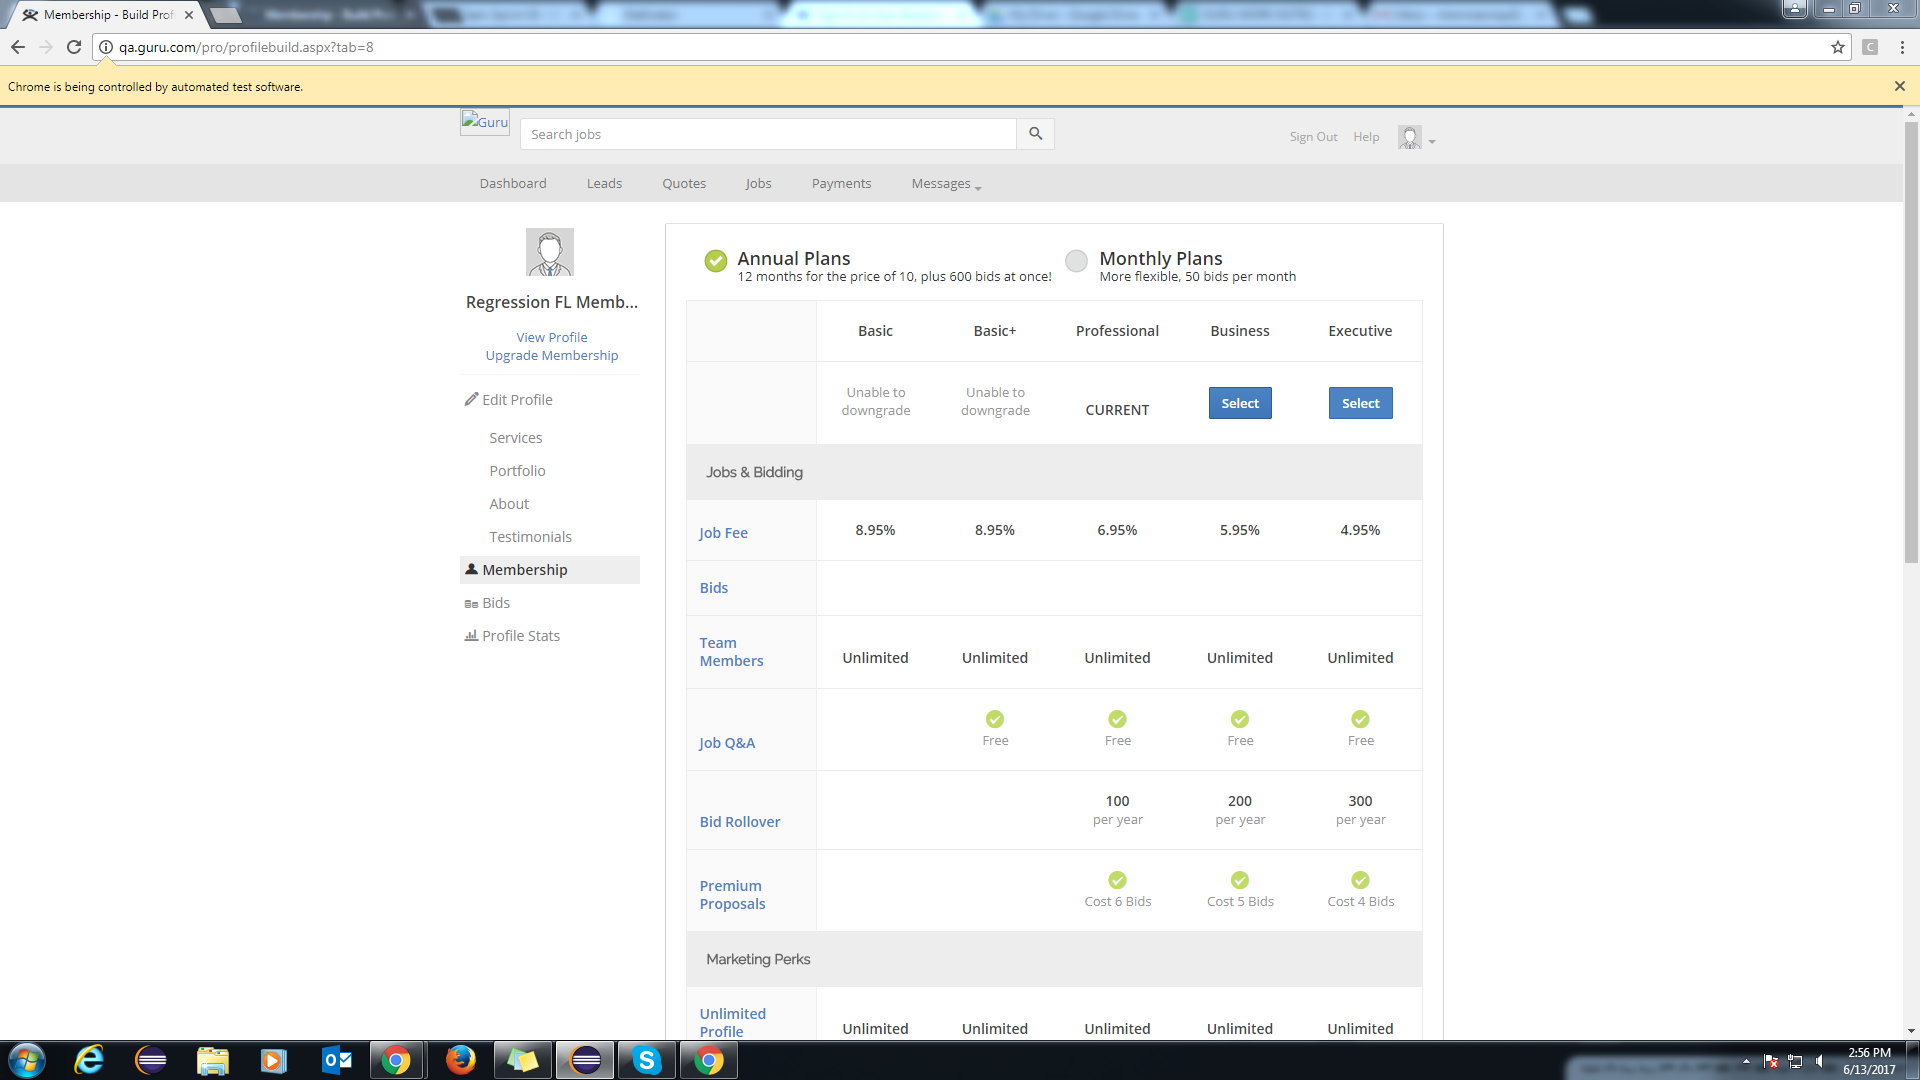 Membership - Build Prof
qa.guru.com/pro/profilebuild.aspx?tab=8
C
Chrome is being controlled by automated test software.
Guru
Search jobs
Sign Out
Help
Dashboard
Leads
Quotes
Jobs
Payments
Messages
Regression FL Memb...
View Profile
Upgrade Membership
Edit Profile
Services
Portfolio
About
Testimonials
Membership
Bids
Profile Stats
Annual Plans
12 months for the price of 10, plus 600 bids at once!
Monthly Plans
More flexible, 50 bids per month
Basic Basic+ Professional Business Executive
Unable to downgrade
Unable to downgrade
CURRENT
Select
Select
Jobs & Bidding
Job Fee 8.95% 8.95% 6.95% 5.95% 4.95%
Bids
Team Members Unlimited Unlimited Unlimited Unlimited Unlimited
Job Q&A Free Free Free Free
Bid Rollover 100 per year 200 per year 300 per year
Premium Proposals Cost 6 Bids Cost 5 Bids Cost 4 Bids
Marketing Perks
Unlimited Profile Unlimited Unlimited Unlimited Unlimited Unlimited
2:56 PM
6/13/2017